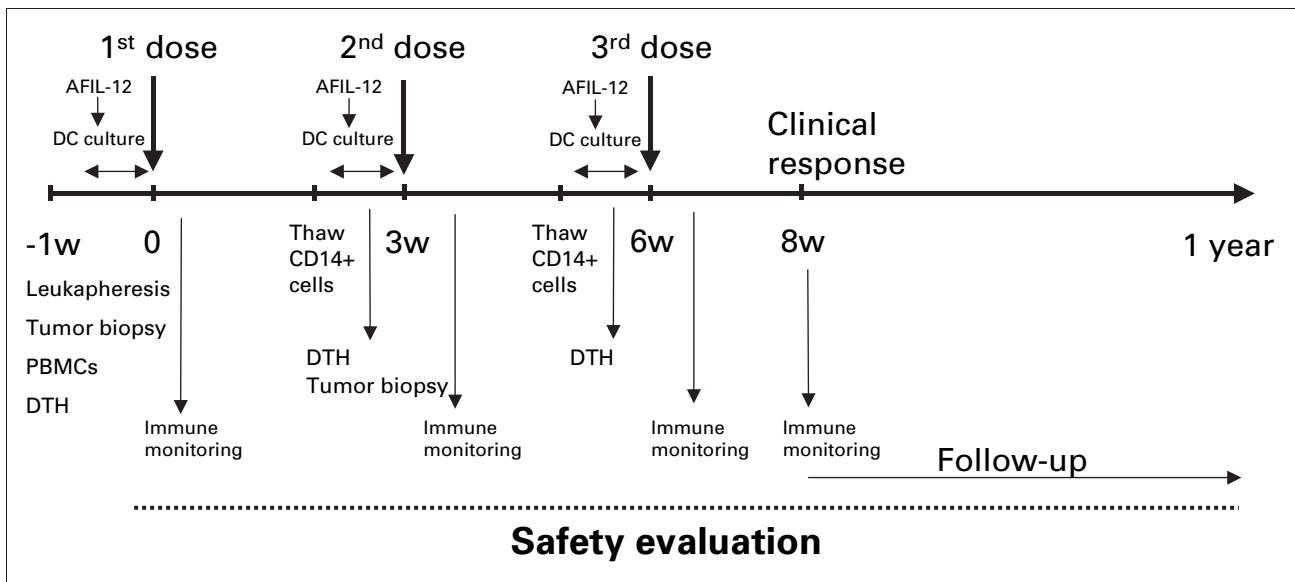 1st dose
2nd dose
3rd dose
AFIL-12
AFIL-12
AFIL-12
DC culture
DC culture
DC culture
Clinical
response
-1w
0
Thaw
CD14+
cells
3w
Thaw
CD14+
cells
6w
8w
1 year
Leukapheresis
Tumor biopsy
PBMCs
DTH
DTH
Tumor biopsy
DTH
Immune
monitoring
Immune
monitoring
Immune
monitoring
Immune
monitoring
Follow-up
Safety evaluation